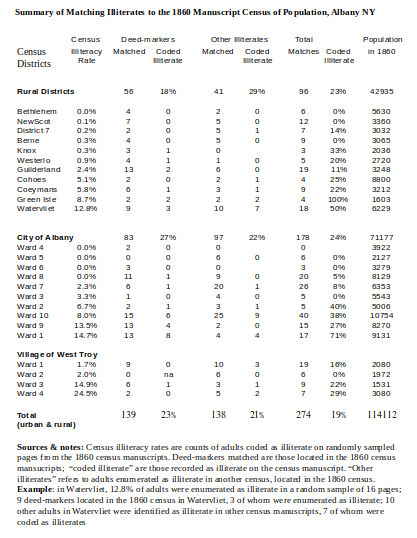 Summary of Matching Illiterates to the 1860 Manuscript Census of Population, Albany NY
Census Deed-markers Other Illiterates Total Population
Census Illiteracy Matched Coded Matched Coded Matches Coded in 1860
Districts Rate Illiterate Illiterate Illiterate
Rural Districts 56 18% 41 29% 96 23% 42935
Bethlehem 0.0% 4 0 2 0 6 0% 5630
NewScot 0.1% 7 0 5 0 12 0% 3360
District 7 0.2% 2 0 5 1 7 14% 3032
Berne 0.3% 4 0 5 0 9 0% 3065
Knox 0.3% 3 1 0 3 33% 2036
Westerlo 0.9% 4 1 1 0 5 20% 2720
Guilderland 2.4% 13 2 6 0 19 11% 3248
Cohoes 5.1% 2 0 2 1 4 25% 8800
Coeymans 5.8% 6 1 3 1 9 22% 3212
Green Isle 8.7% 2 2 2 2 4 100% 1603
Watervliet 12.8% 9 3 10 7 18 50% 6229
City of Albany 83 27% 97 22% 178 24% 71177
Ward 4 0.0% 2 0 0 0 3922
Ward 5 0.0% 0 0 6 0 6 0% 2127
Ward 6 0.0% 3 0 0 3 0% 3279
Ward 8 0.0% 11 1 9 0 20 5% 8129
Ward 7 2.3% 6 1 20 1 26 8% 6353
Ward 3 3.3% 1 0 4 0 5 0% 5543
Ward 2 6.7% 2 1 3 1 5 40% 5006
Ward 10 8.0% 15 6 25 9 40 38% 10754
Ward 9 13.5% 13 4 2 0 15 27% 8270
Ward 1 14.7% 13 8 4 4 17 71% 9131
Village of West Troy
Ward 1 1.7% 9 0 10 3 19 16% 2080
Ward 2 2.0% 0 na 6 0 6 0% 1972
Ward 3 14.9% 6 1 3 1 9 22% 1531
Ward 4 24.5% 2 0 5 2 7 29% 3080
Total 139 23% 138 21% 274 19% 114112
(urban & rural)
Sources & notes: Census illiteracy rates are counts of adults coded as illiterate on randomly sampled
pages from the 1860 census manuscripts. Deed-markers matched are those located in the 1860 census
manuscripts; "coded illiterate" are those recorded as illiterate on the census manuscript. "Other
illiterates" refers to adults enumerated as illiterate in another census, located in the 1860 census.
Example: in Watervliet, 12.8% of adults were enumerated as illiterate in a random sample of 16 pages;
9 deed-markers located in the 1860 census in Watervliet, 3 of whom were enumerated as illiterate; 10
other adults in Watervliet were identified as illiterate in other census manuscripts, 7 of whom were
coded as illiterates